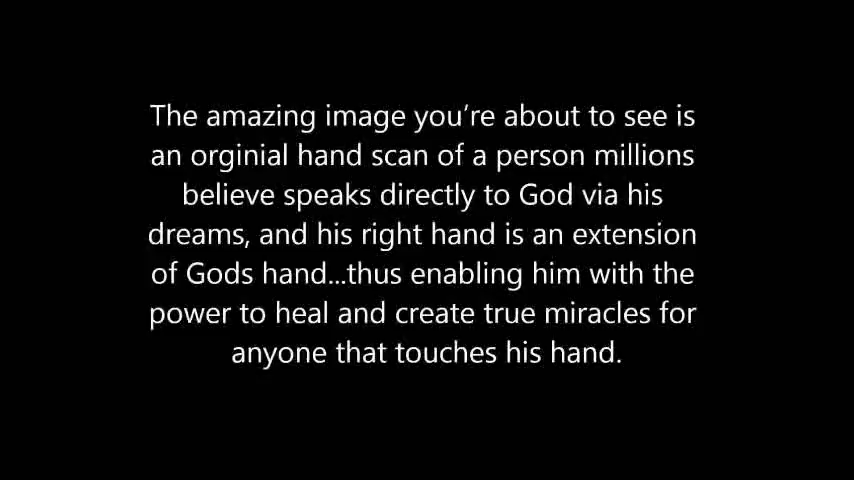 The amazing image you’re about to see is
an orginial hand scan of a person millions
believe speaks directly to God via his
dreams, and his right hand is an extension
of Gods hand...thus enabling him with the
power to heal and create true miracles for
anyone that touches his hand.